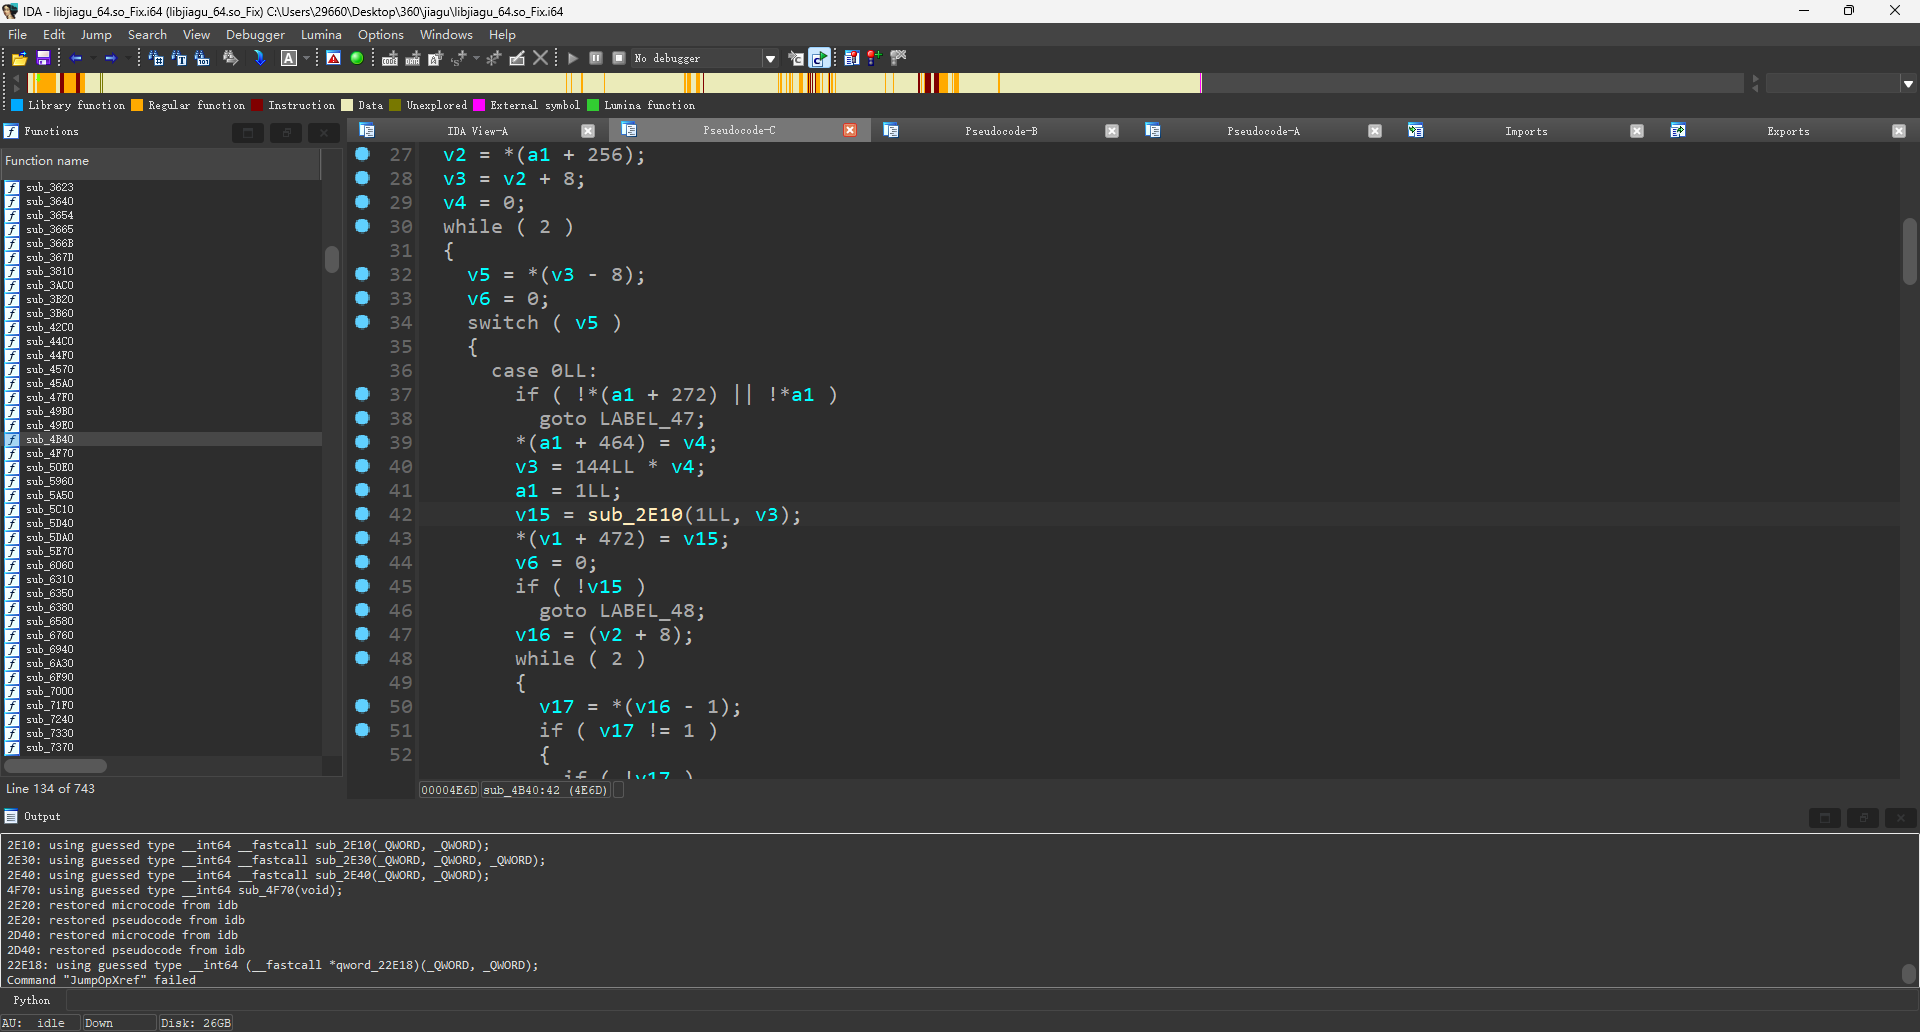 IDA - libjiagu_64.so_Fix.i64 (libjiagu_64.so_Fix) C:\Users\29660\Desktop\360\jiagu\libjiagu_64.so_Fix.i64
File Edit Jump Search View Debugger Lumina Options Windows Help
No debugger
Library function Regular function Instruction Data Unexplored External symbol Lumina function
Functions
IDA View-A Pseudocode-C Pseudocode-B Pseudocode-A Imports Exports
Function name
sub_3623
sub_3640
sub_3654
sub_3665
sub_366B
sub_367D
sub_3810
sub_3AC0
sub_3B20
sub_3B60
sub_42C0
sub_44C0
sub_44F0
sub_4570
sub_45A0
sub_47F0
sub_49B0
sub_49E0
sub_4B40
sub_4F70
sub_50E0
sub_5960
sub_5A50
sub_5C10
sub_5D40
sub_5DA0
sub_5E70
sub_6060
sub_6310
sub_6350
sub_6380
sub_6580
sub_6760
sub_6940
sub_6A30
sub_6F90
sub_7000
sub_71F0
sub_7240
sub_7330
sub_7370
Line 134 of 743
27 v2 = *(a1 + 256);
28 v3 = v2 + 8;
29 v4 = 0;
30 while ( 2 )
31 {
32 v5 = *(v3 - 8);
33 v6 = 0;
34 switch ( v5 )
35 {
36 case 0LL:
37 if ( !*(a1 + 272) || !*a1 )
38 goto LABEL_47;
39 *(a1 + 464) = v4;
40 v3 = 144LL * v4;
41 a1 = 1LL;
42 v15 = sub_2E10(1LL, v3);
43 *(v1 + 472) = v15;
44 v6 = 0;
45 if ( !v15 )
46 goto LABEL_48;
47 v16 = (v2 + 8);
48 while ( 2 )
49 {
50 v17 = *(v16 - 1);
51 if ( v17 != 1 )
52 {
if ( !v17 )
00004E6D sub_4B40:42 (4E6D)
Output
2E10: using guessed type __int64 __fastcall sub_2E10(_QWORD, _QWORD);
2E30: using guessed type __int64 __fastcall sub_2E30(_QWORD, _QWORD, _QWORD);
2E40: using guessed type __int64 __fastcall sub_2E40(_QWORD, _QWORD);
4F70: using guessed type __int64 sub_4F70(void);
2E20: restored microcode from idb
2E20: restored pseudocode from idb
2D40: restored microcode from idb
2D40: restored pseudocode from idb
22E18: using guessed type __int64 (__fastcall *qword_22E18)(_QWORD, _QWORD);
Command "JumpOpXref" failed
Python
AU: idle Down Disk: 26GB